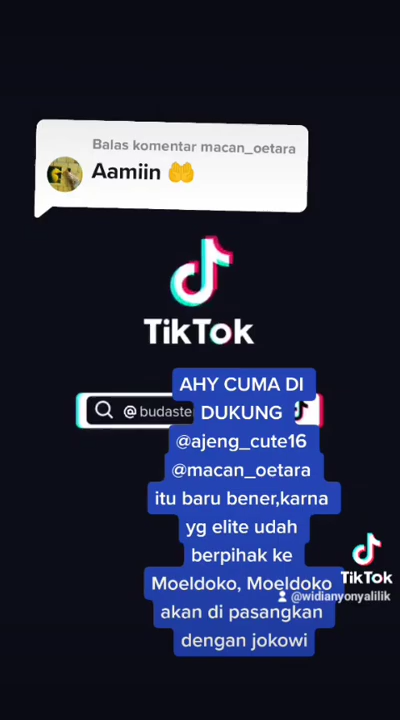 Balas komentar macan_oetara
Aamiin 🤲
TikTok
AHY CUMA DI
DUKUNG
@ajeng_cute16
@macan_oetara
itu baru bener,karna
yg elite udah
berpihak ke
Moeldoko, Moeldoko
akan di pasangkan
dengan jokowi
TikTok
@widianyonyalilik